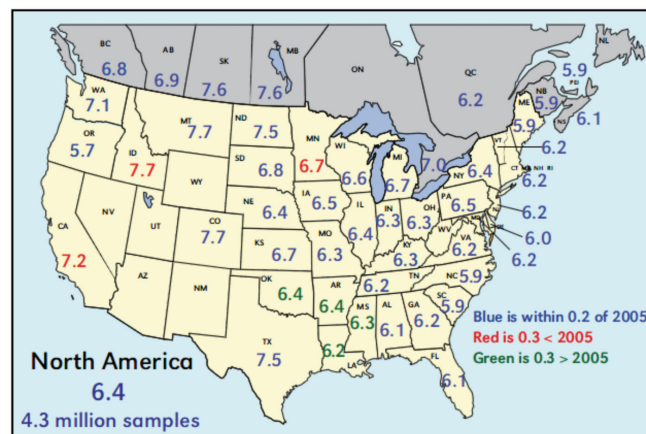 NL
BC
AB
SK
MB
ON
QC
NB
PEI
NS
5.9
6.8
6.9
7.6
7.6
6.2
5.9
6.1
WA
7.1
MT
7.7
ND
7.5
MN
6.7
ME
5.9
OR
5.7
ID
7.7
SD
6.8
WI
6.6
MI
6.7
7.0
NY
6.4
VT
6.2
CT MA NH RI
6.2
WY
IA
6.5
PA
6.5
NE
6.4
IL
6.4
IN
6.3
OH
6.3
6.2
NV
UT
CO
7.7
KS
6.7
MO
6.3
KY
6.3
WV
VA
6.2
6.0
6.2
CA
7.2
AZ
NM
OK
6.4
AR
6.4
TN
6.2
NC 5.9
SC
5.9
MS
6.3
AL
6.1
GA
6.2
TX
7.5
LA
6.2
FL
6.1
Blue is within 0.2 of 2005
Red is 0.3 < 2005
Green is 0.3 > 2005
North America
6.4
4.3 million samples